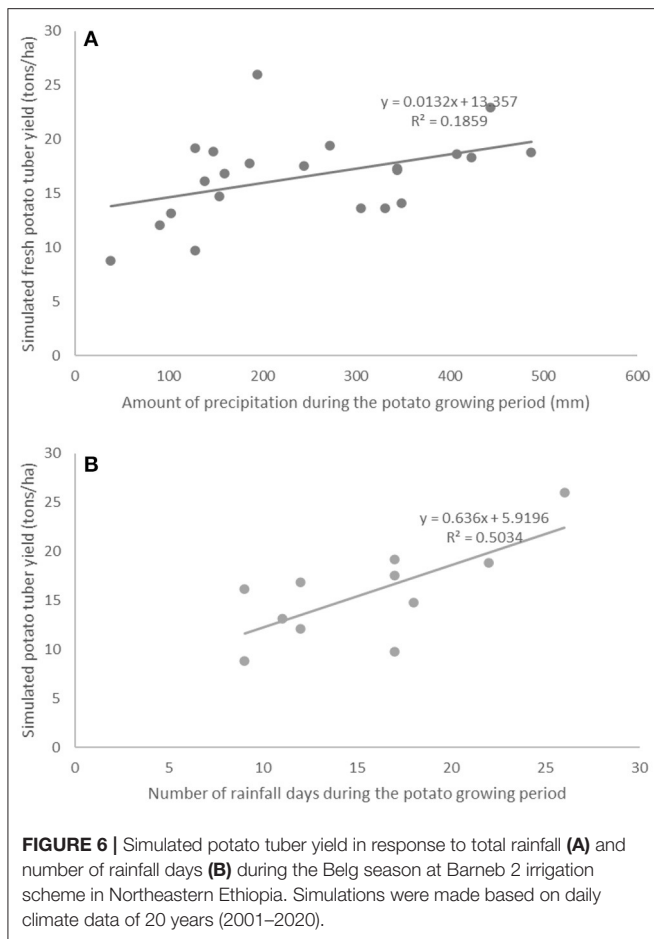 A
Simulated fresh potato tuber yield (tons/ha)
30
25
20
15
10
5
0
y = 0.0132x + 13.357
R² = 0.1859
0 100 200 300 400 500 600
Amount of precipitation during the potato growing period (mm)
B
Simulated potato tuber yield (tons/ha)
30
25
20
15
10
5
0
y = 0.636x + 5.9196
R² = 0.5034
0 5 10 15 20 25 30
Number of rainfall days during the potato growing period
FIGURE 6 | Simulated potato tuber yield in response to total rainfall (A) and
number of rainfall days (B) during the Belg season at Barneb 2 irrigation
scheme in Northeastern Ethiopia. Simulations were made based on daily
climate data of 20 years (2001–2020).